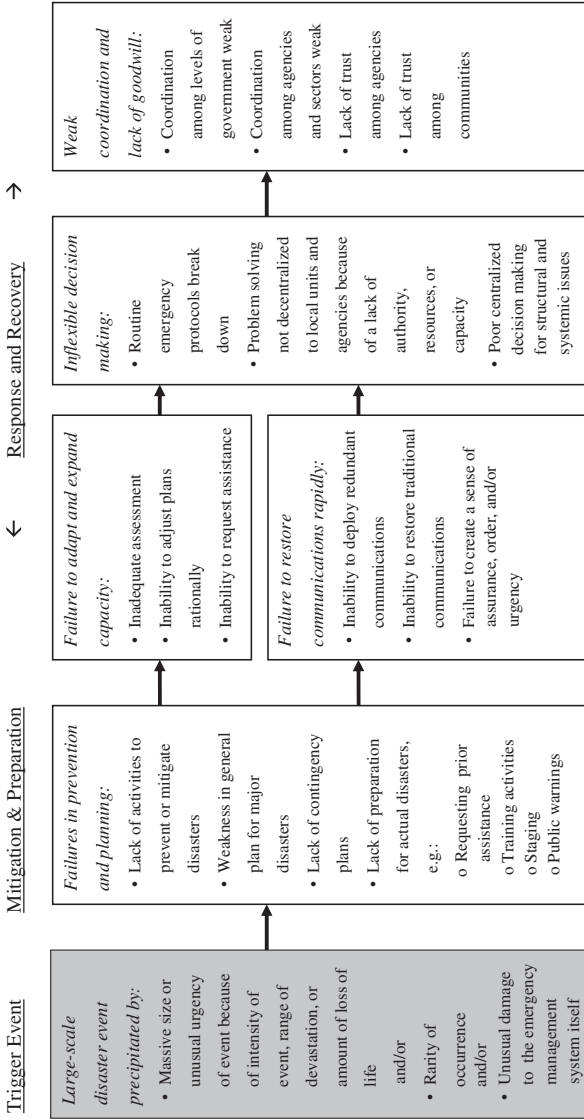 Trigger Event
Large-scale
disaster event
precipitated by:
• Massive size or
unusual urgency
of event because
of intensity of
event, range of
devastation, or
amount of loss of
life
and/or
• Rarity of
occurrence
and/or
• Unusual damage
to the emergency
management
system itself
Mitigation & Preparation
Failures in prevention
and planning:
• Lack of activities to
prevent or mitigate
disasters
• Weakness in general
plan for major
disasters
• Lack of contingency
plans
• Lack of preparation
for actual disasters,
e.g.:
o Requesting prior
assistance
o Training activities
o Staging
o Public warnings
← Response and Recovery →
Failure to adapt and expand
capacity:
• Inadequate assessment
• Inability to adjust plans
rationally
• Inability to request assistance
Failure to restore
communications rapidly:
• Inability to deploy redundant
communications
• Inability to restore traditional
communications
• Failure to create a sense of
assurance, order, and/or
urgency
Inflexible decision
making:
• Routine
emergency
protocols break
down
• Problem solving
not decentralized
to local units and
agencies because
of a lack of
authority,
resources, or
capacity
• Poor centralized
decision making
for structural and
systemic issues
Weak
coordination and
lack of goodwill:
• Coordination
among levels of
government weak
• Coordination
among agencies
and sectors weak
• Lack of trust
among agencies
• Lack of trust
among
communities